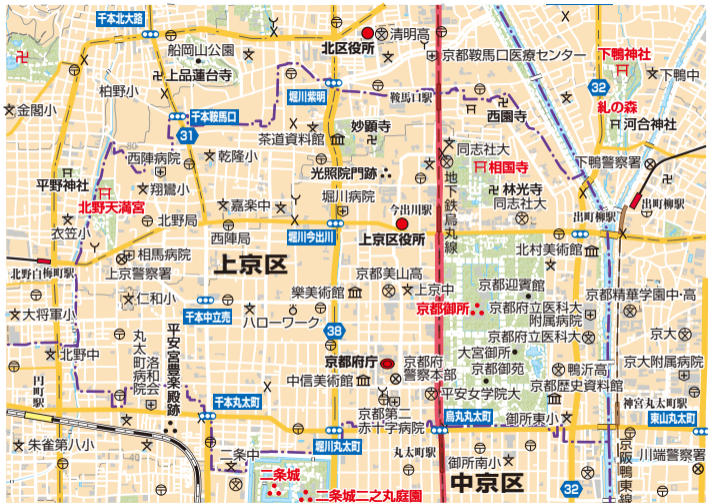 千本北大路
北区役所
清明高
船岡山公園
京都鞍馬口医療センター
下鴨神社
上品蓮台寺
下鴨中
柏野小
堀川紫明
鞍馬口駅
32
糺の森
金閣小
千本鞍馬口
31
茶道資料館
妙顕寺
西園寺
河合神社
西陣病院
乾隆小
同志社大
相国寺
下鴨警察署
平野神社
翔鸞小
光照院門跡
地下鉄烏丸線
林光寺
出町柳駅
北野天満宮
嘉楽中
堀川病院
今出川駅
同志社大
出町柳駅
衣笠小
北野局
西陣局
堀川今出川
上京区役所
北野白梅町駅
相馬病院
上京警察署
上京区
北村美術館
京都美山高
仁和小
樂美術館
上京中
京都迎賓館
京都精華学園中・高
大将軍小
千本中立売
ハローワーク
京都御所
京都府立医科大
附属病院
38
京都府立医科大
京大
北野中
丸太町病院
洛和会
平安宮豊楽殿跡
京都府庁
京都府
警察本部
大宮御所
京都御苑
鴨沂高
京大附属病院
円町駅
中信美術館
平安女学院大
京都歴史資料館
神宮丸太町駅
千本丸太町
京都第二
赤十字病院
烏丸丸太町
御所東小
東山丸太町
朱雀第八小
二条中
堀川丸太町
丸太町駅
御所南小
京阪鴨東線
川端警察署
二条城
二条城二之丸庭園
中京区
32